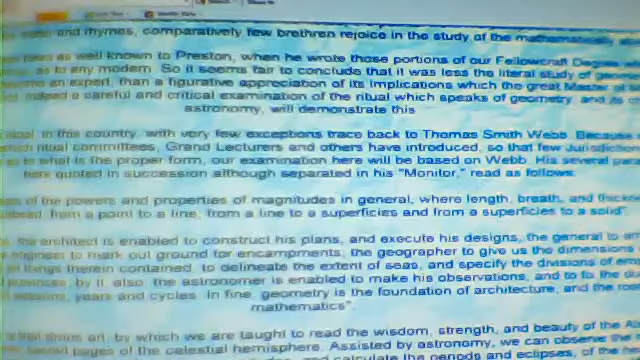 and rhymes, comparatively few brethren rejoice in the study of the mathematical
as well known to Preston, when he wrote those portions of our Fellowcraft Degree
as to any modern. So it seems fair to conclude that it was less the literal study of
an expert, than a figurative appreciation of its implications which the great Master of
a careful and critical examination of the ritual which speaks of geometry, and its
astronomy, will demonstrate this
in this country, with very few exceptions trace back to Thomas Smith Webb. Because
which ritual committees, Grand Lecturers and others have introduced, so that few Jurisdictions
as to what is the proper form, our examination here will be based on Webb. His several
here quoted in succession although separated in his "Monitor," read as follows:
of the powers and properties of magnitudes in general, where length, breath, and
from a point to a line, from a line to a superficies and from a superficies to a solid".
the architect is enabled to construct his plans, and execute his designs, the general to
engineer to mark out ground for encampments; the geographer to give us the dimensions
things therein contained, to delineate the extent of seas, and specify the divisions of
by it also, the astronomer is enabled to make his observations, and to fix the
seasons, years and cycles. In fine, geometry is the foundation of architecture, and the root
mathematics".
that divine art, by which we are taught to read the wisdom, strength, and beauty of the
sacred pages of the celestial hemisphere. Assisted by astronomy, we can observe the
and calculate the periods and eclipses, of the